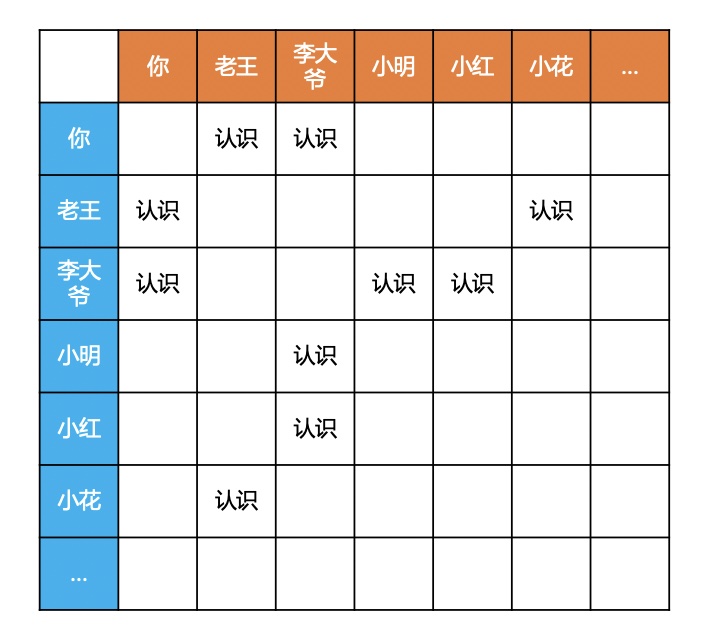 你 老王 李大爷 小明 小红 小花 ...
你 认识 认识
老王 认识 认识
李大爷 认识 认识 认识
小明 认识
小红 认识
小花 认识
...